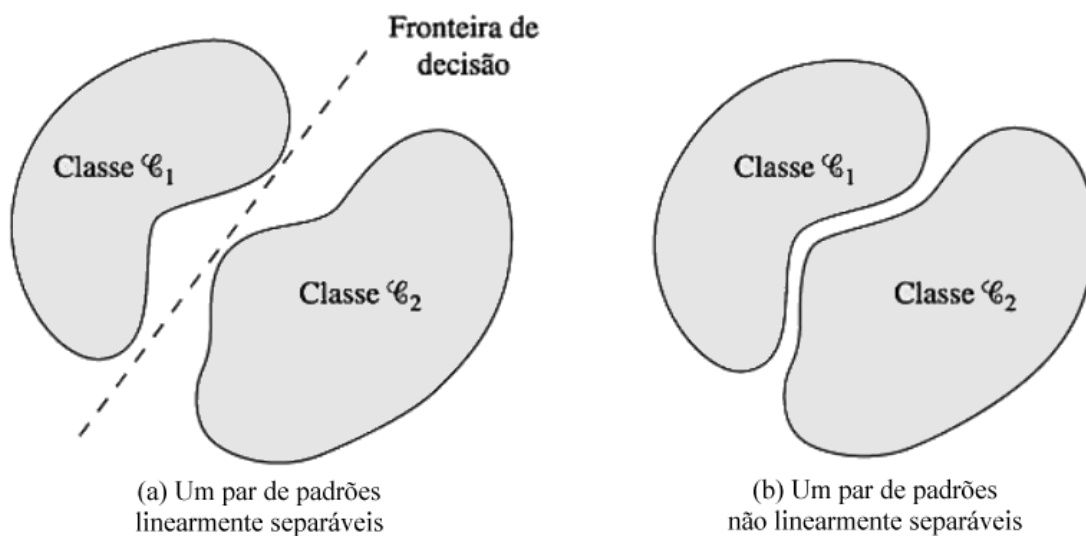 Fronteira de
decisão
Classe 𝒞1
Classe 𝒞2
(a) Um par de padrões
linearmente separáveis
Classe 𝒞1
Classe 𝒞2
(b) Um par de padrões
não linearmente separáveis